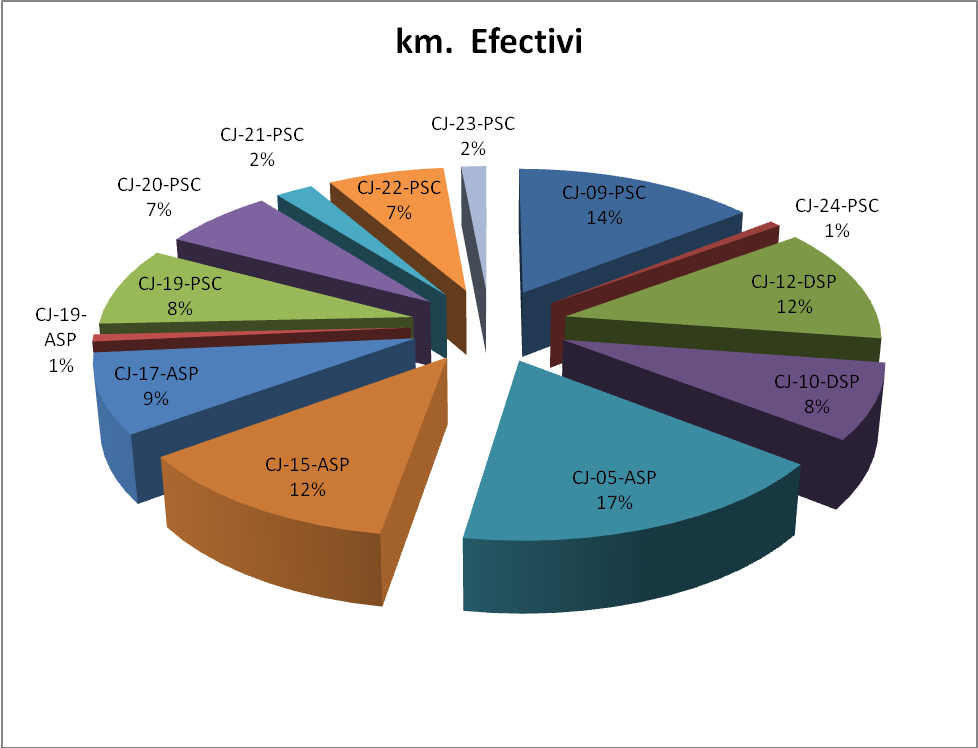 km.  Efectivi
CJ-09-PSC
14%
CJ-24-PSC
1%
CJ-12-DSP
12%
CJ-10-DSP
8%
CJ-05-ASP
17%
CJ-15-ASP
12%
CJ-17-ASP
9%
CJ-19-
ASP
1%
CJ-19-PSC
8%
CJ-20-PSC
7%
CJ-21-PSC
2%
CJ-22-PSC
7%
CJ-23-PSC
2%